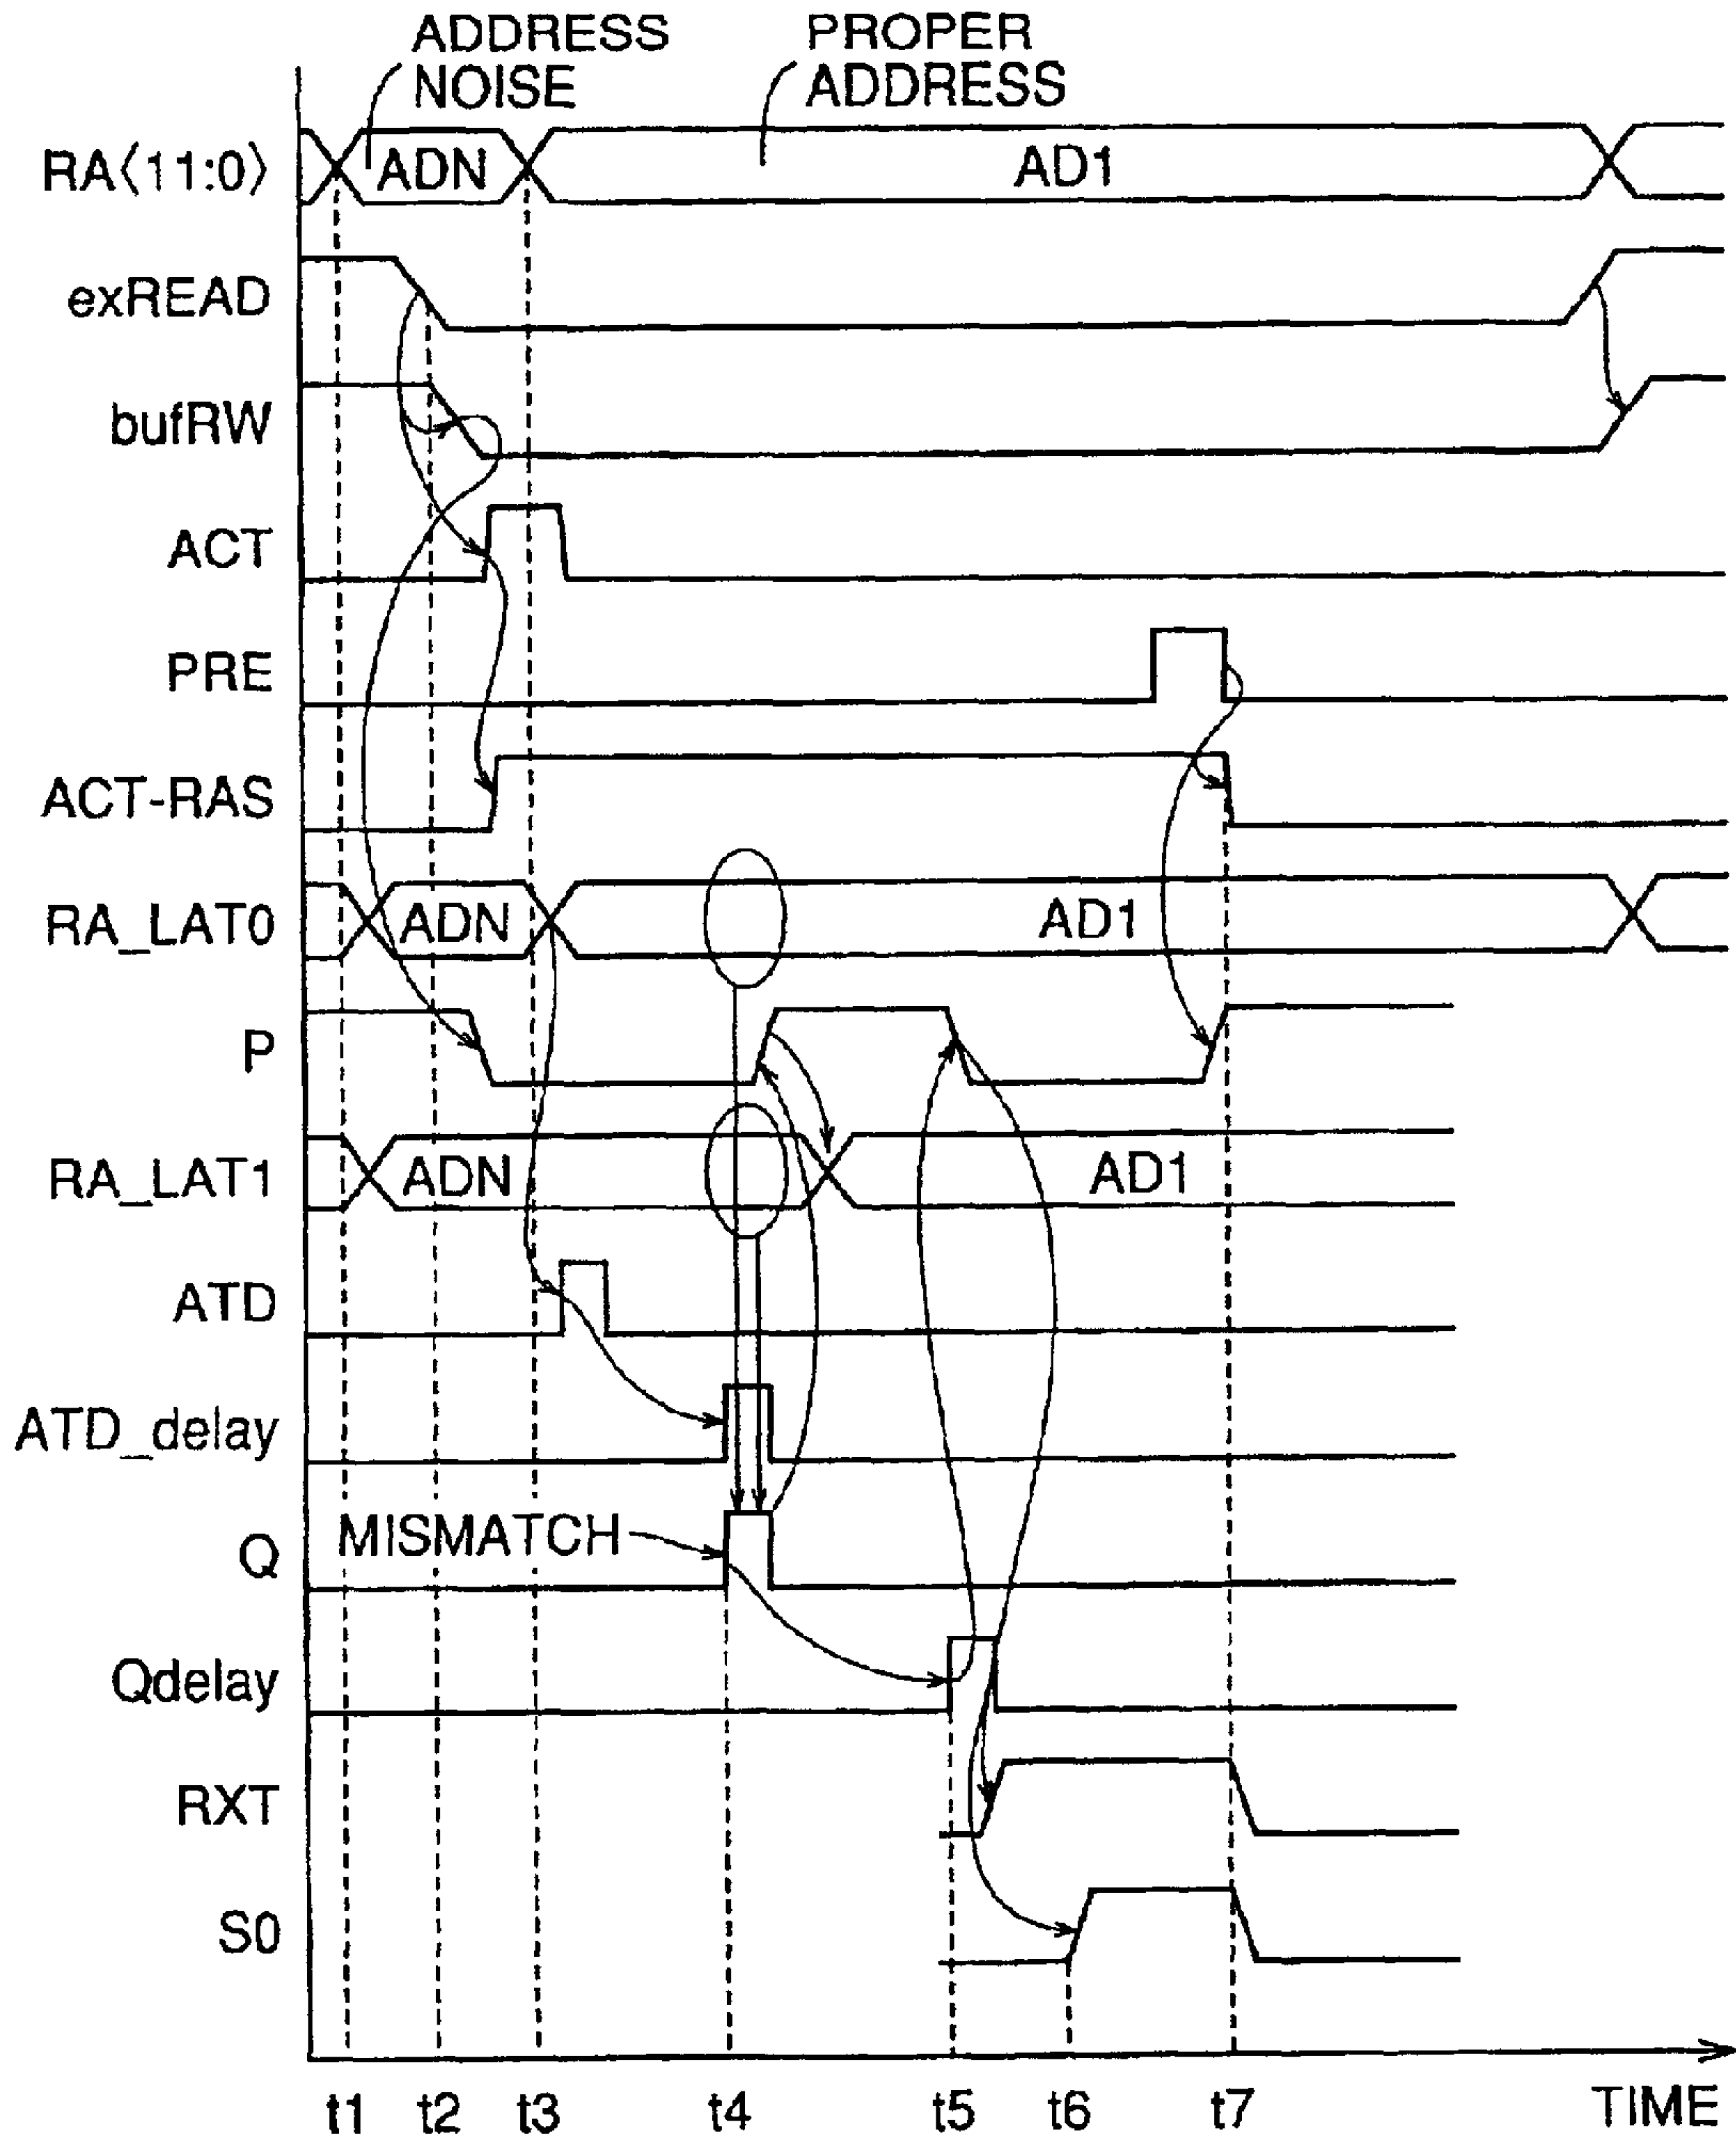 ADDRESS
NOISE
PROPER
ADDRESS
RA⟨11:0⟩
ADN
AD1
exREAD
bufRW
ACT
PRE
ACT-RAS
RA_LAT0
ADN
AD1
P
RA_LAT1
ADN
AD1
ATD
ATD_delay
Q
MISMATCH
Qdelay
RXT
S0
t1 t2 t3 t4 t5 t6 t7 TIME